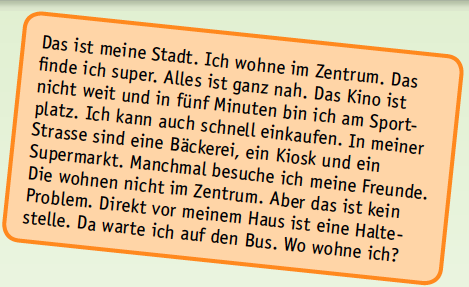 Das ist meine Stadt. Ich wohne im Zentrum. Das
finde ich super. Alles ist ganz nah. Das Kino ist
nicht weit und in fünf Minuten bin ich am Sport-
platz. Ich kann auch schnell einkaufen. In meiner
Strasse sind eine Bäckerei, ein Kiosk und ein
Supermarkt. Manchmal besuche ich meine Freunde.
Die wohnen nicht im Zentrum. Aber das ist kein
Problem. Direkt vor meinem Haus ist eine Halte-
stelle. Da warte ich auf den Bus. Wo wohne ich?